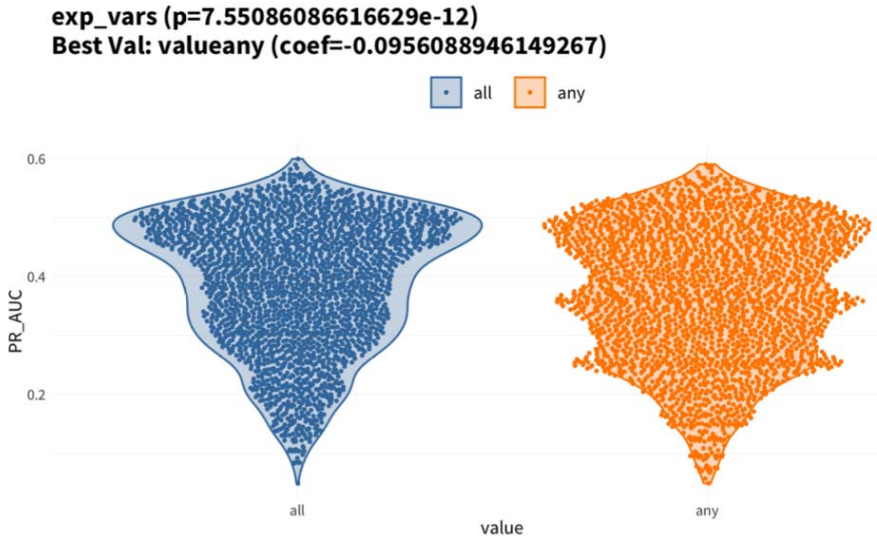 exp_vars (p=7.55086086616629e-12)
Best Val: valueany (coef=-0.0956088946149267)
all any
0.6
0.4
0.2
PR_AUC
all any
value